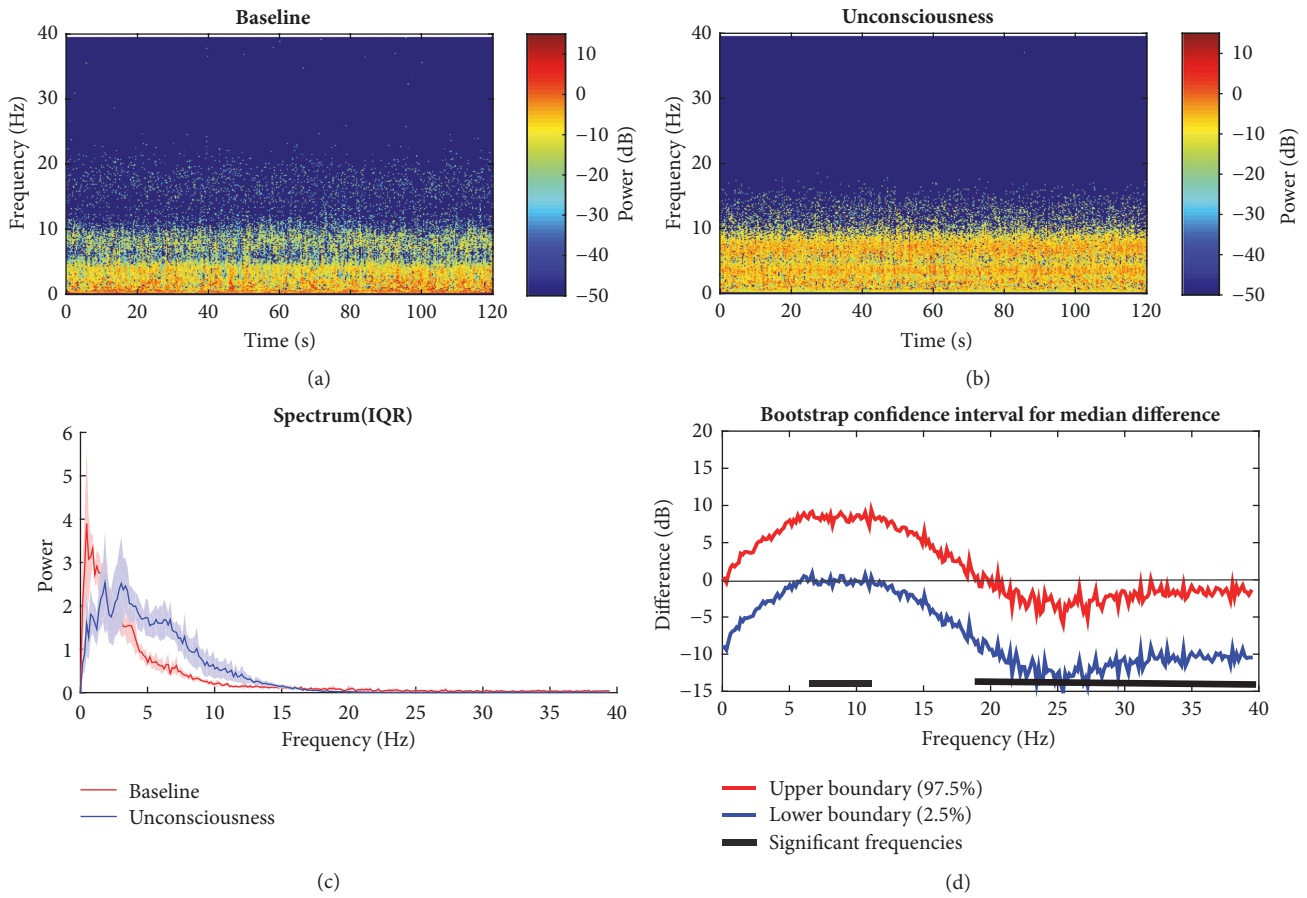 Baseline
40
30
20
10
0
Frequency (Hz)
0 20 40 60 80 100 120
Time (s)
10
0
−10
−20
−30
−40
−50
Power (dB)
(a)
Unconsciousness
40
30
20
10
0
Frequency (Hz)
0 20 40 60 80 100 120
Time (s)
10
0
−10
−20
−30
−40
−50
Power (dB)
(b)
Spectrum(IQR)
6
5
4
3
2
1
0
Power
0 5 10 15 20 25 30 35 40
Frequency (Hz)
Baseline
Unconsciousness
(c)
Bootstrap confidence interval for median difference
20
15
10
5
0
−5
−10
−15
Difference (dB)
0 5 10 15 20 25 30 35 40
Frequency (Hz)
Upper boundary (97.5%)
Lower boundary (2.5%)
Significant frequencies
(d)